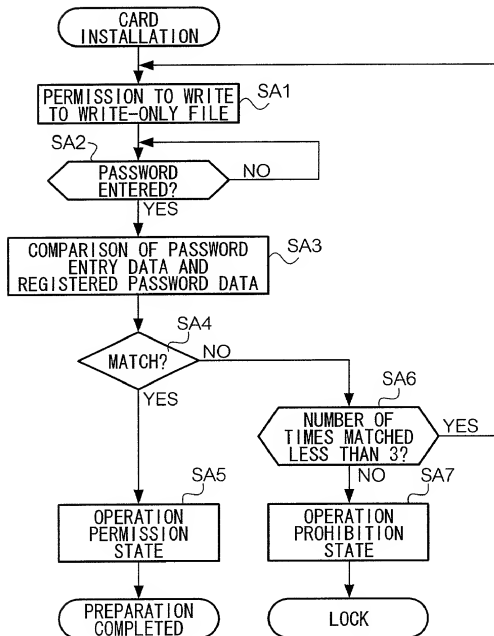 CARD
INSTALLATION
PERMISSION TO WRITE
TO WRITE-ONLY FILE
SA1
SA2
PASSWORD
ENTERED?
NO
YES
COMPARISON OF PASSWORD
ENTRY DATA AND
REGISTERED PASSWORD DATA
SA3
SA4
MATCH?
NO
YES
SA6
NUMBER OF
TIMES MATCHED
LESS THAN 3?
YES
NO
SA5
OPERATION
PERMISSION
STATE
SA7
OPERATION
PROHIBITION
STATE
PREPARATION
COMPLETED
LOCK